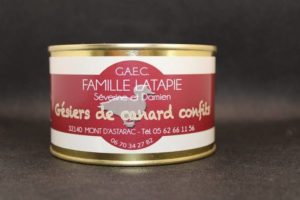 G.A.E.C.
FAMILLE LATAPIE
Séverine et Damien
Gésiers de canard confits
32140 MONT D'ASTARAC - Tél 05 62 66 11 56
06 70 34 27 82